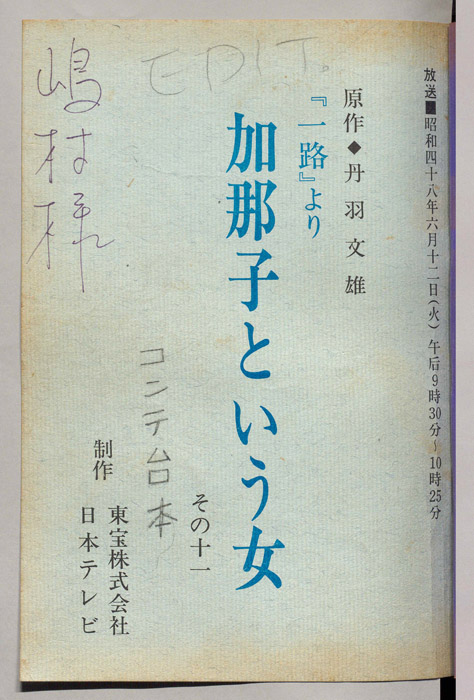 放送■昭和四十八年六月十二日(火)午后9時30分〜10時25分
原作◆丹羽文雄
『一路』より
加那子という女
その十一
制作
東宝株式会社
日本テレビ
EDIT.
コンテ台本
嶋村様